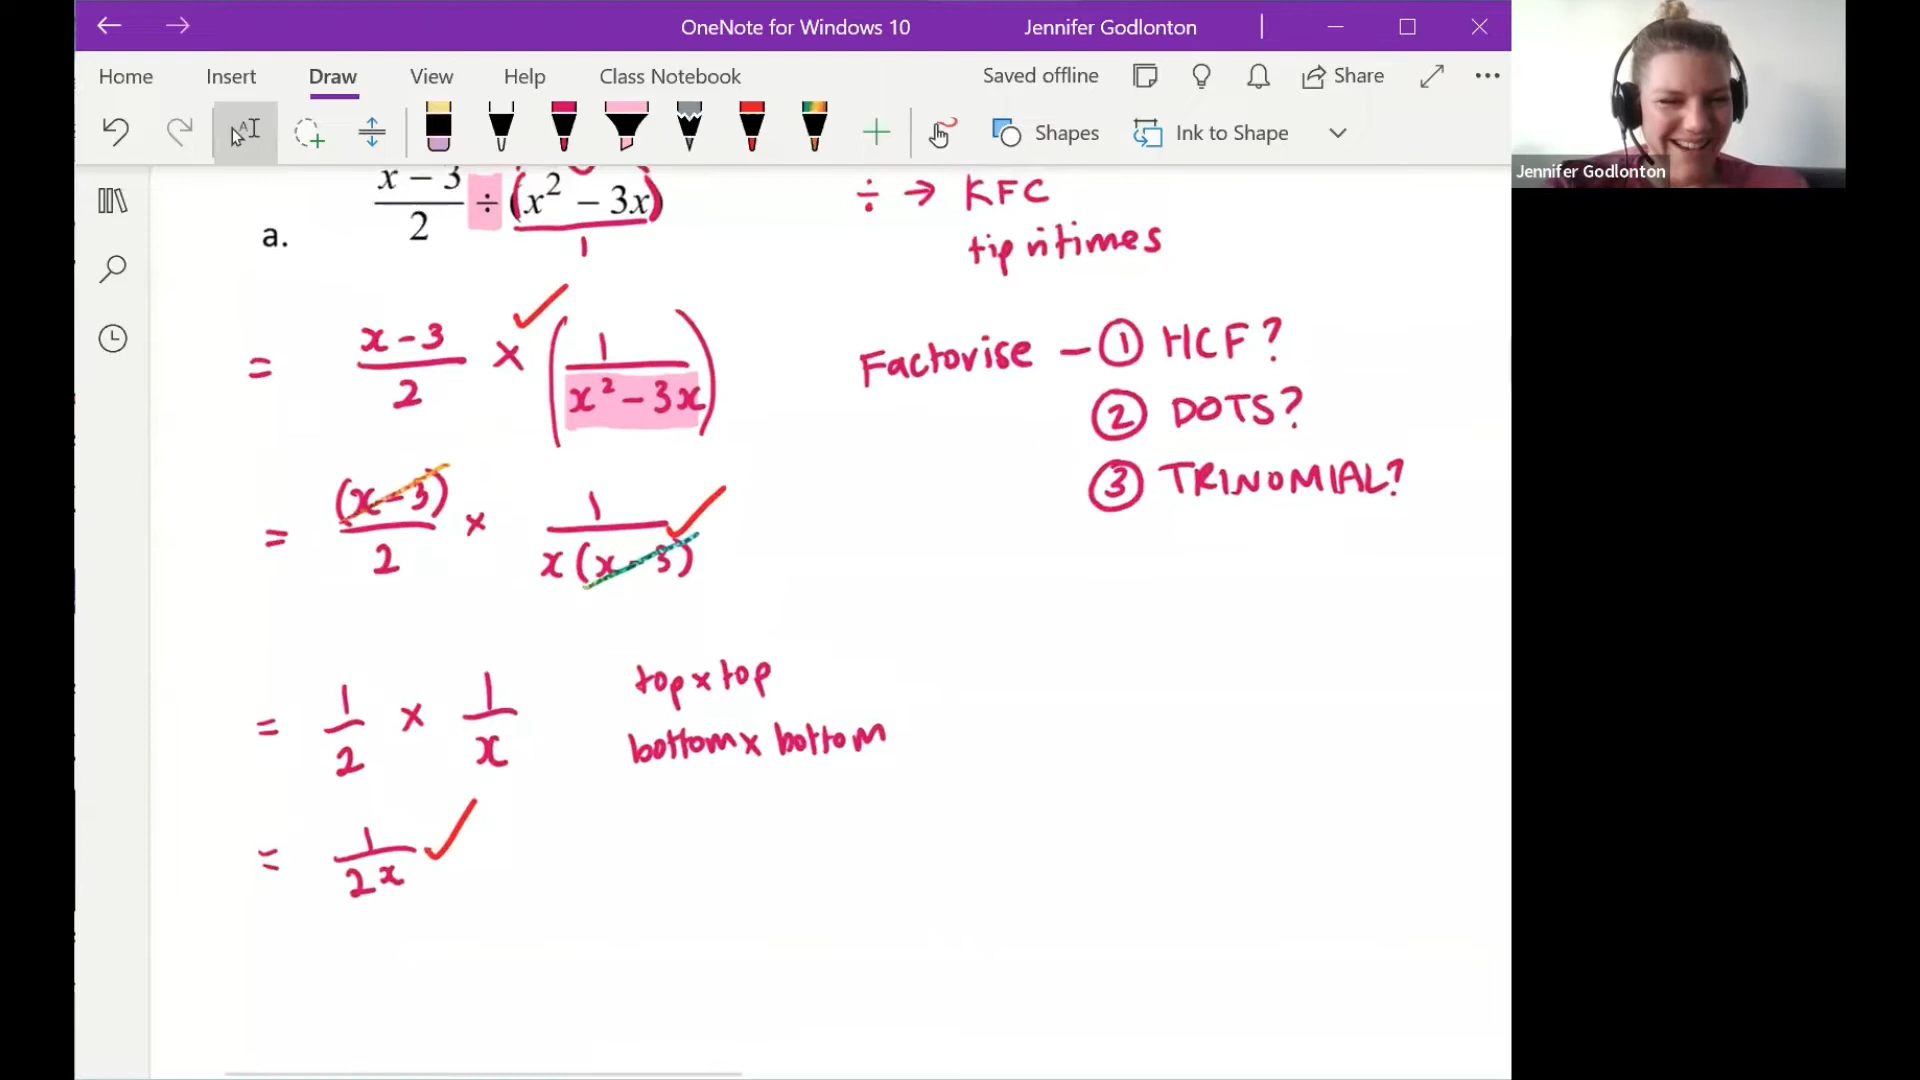 OneNote for Windows 10
Jennifer Godlonton
Home Insert Draw View Help Class Notebook
Saved offline
Share
Shapes
Ink to Shape
Jennifer Godlonton
a. x − 3 / 2 ÷ (x² − 3x) / 1
÷ → KFC
tip n times
= x-3 / 2 × (1 / x² - 3x)
Factorise – ① HCF?
② DOTS?
③ TRINOMIAL?
= (x-3) / 2 × 1 / x(x-3)
= 1 / 2 × 1 / x
top × top
bottom × bottom
= 1 / 2x